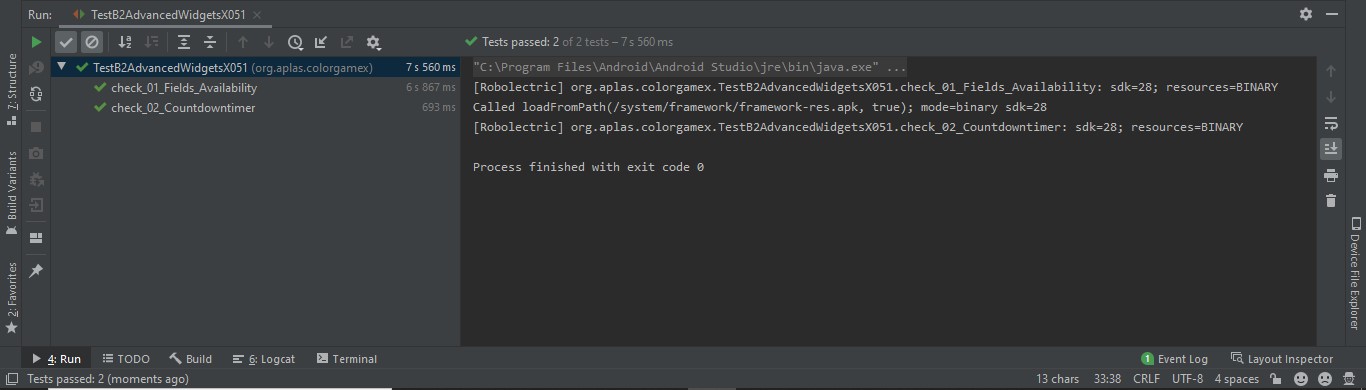 Run: TestB2AdvancedWidgetsX051
Tests passed: 2 of 2 tests – 7 s 560 ms
TestB2AdvancedWidgetsX051 (org.aplas.colorgamex) 7 s 560 ms
check_01_Fields_Availability 6 s 867 ms
check_02_Countdowntimer 693 ms
"C:\Program Files\Android\Android Studio\jre\bin\java.exe" ...
[Robolectric] org.aplas.colorgamex.TestB2AdvancedWidgetsX051.check_01_Fields_Availability: sdk=28; resources=BINARY
Called loadFromPath(/system/framework/framework-res.apk, true); mode=binary sdk=28
[Robolectric] org.aplas.colorgamex.TestB2AdvancedWidgetsX051.check_02_Countdowntimer: sdk=28; resources=BINARY
Process finished with exit code 0
Z: Structure
Build Variants
2: Favorites
Device File Explorer
4: Run TODO Build 6: Logcat Terminal 1 Event Log Layout Inspector
Tests passed: 2 (moments ago) 13 chars 33:38 CRLF UTF-8 4 spaces